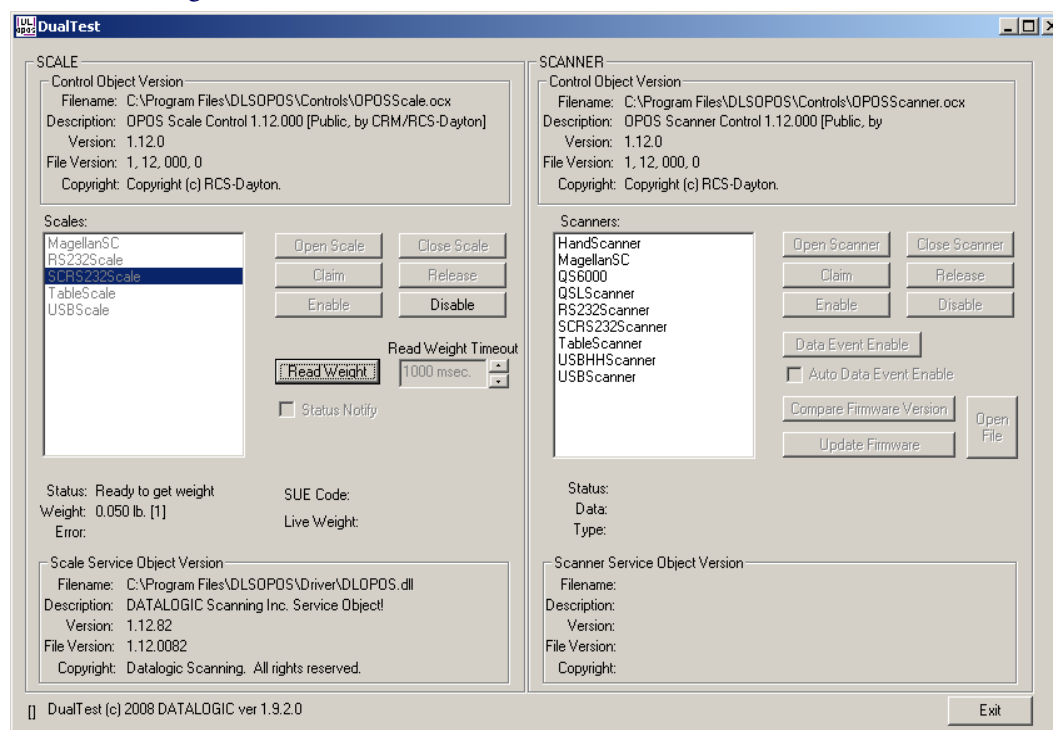 UL
opos DualTest
SCALE
Control Object Version
Filename: C:\Program Files\DLSOPOS\Controls\OPOSScale.ocx
Description: OPOS Scale Control 1.12.000 [Public, by CRM/RCS-Dayton]
Version: 1.12.0
File Version: 1, 12, 000, 0
Copyright: Copyright (c) RCS-Dayton.
Scales:
MagellanSC
RS232Scale
SCRS232Scale
TableScale
USBScale
Open Scale Close Scale
Claim Release
Enable Disable
Read Weight Timeout
Read Weight 1000 msec.
Status Notify
Status: Ready to get weight
Weight: 0.050 lb. [1]
Error:
SUE Code:
Live Weight:
Scale Service Object Version
Filename: C:\Program Files\DLSOPOS\Driver\DLOPOS.dll
Description: DATALOGIC Scanning Inc. Service Object!
Version: 1.12.82
File Version: 1.12.0082
Copyright: Datalogic Scanning. All rights reserved.
SCANNER
Control Object Version
Filename: C:\Program Files\DLSOPOS\Controls\OPOSScanner.ocx
Description: OPOS Scanner Control 1.12.000 [Public, by
Version: 1.12.0
File Version: 1, 12, 000, 0
Copyright: Copyright (c) RCS-Dayton.
Scanners:
HandScanner
MagellanSC
QS6000
QSLScanner
RS232Scanner
SCRS232Scanner
TableScanner
USBHHScanner
USBScanner
Open Scanner Close Scanner
Claim Release
Enable Disable
Data Event Enable
Auto Data Event Enable
Compare Firmware Version
Update Firmware
Open
File
Status:
Data:
Type:
Scanner Service Object Version
Filename:
Description:
Version:
File Version:
Copyright:
[] DualTest (c) 2008 DATALOGIC ver 1.9.2.0
Exit